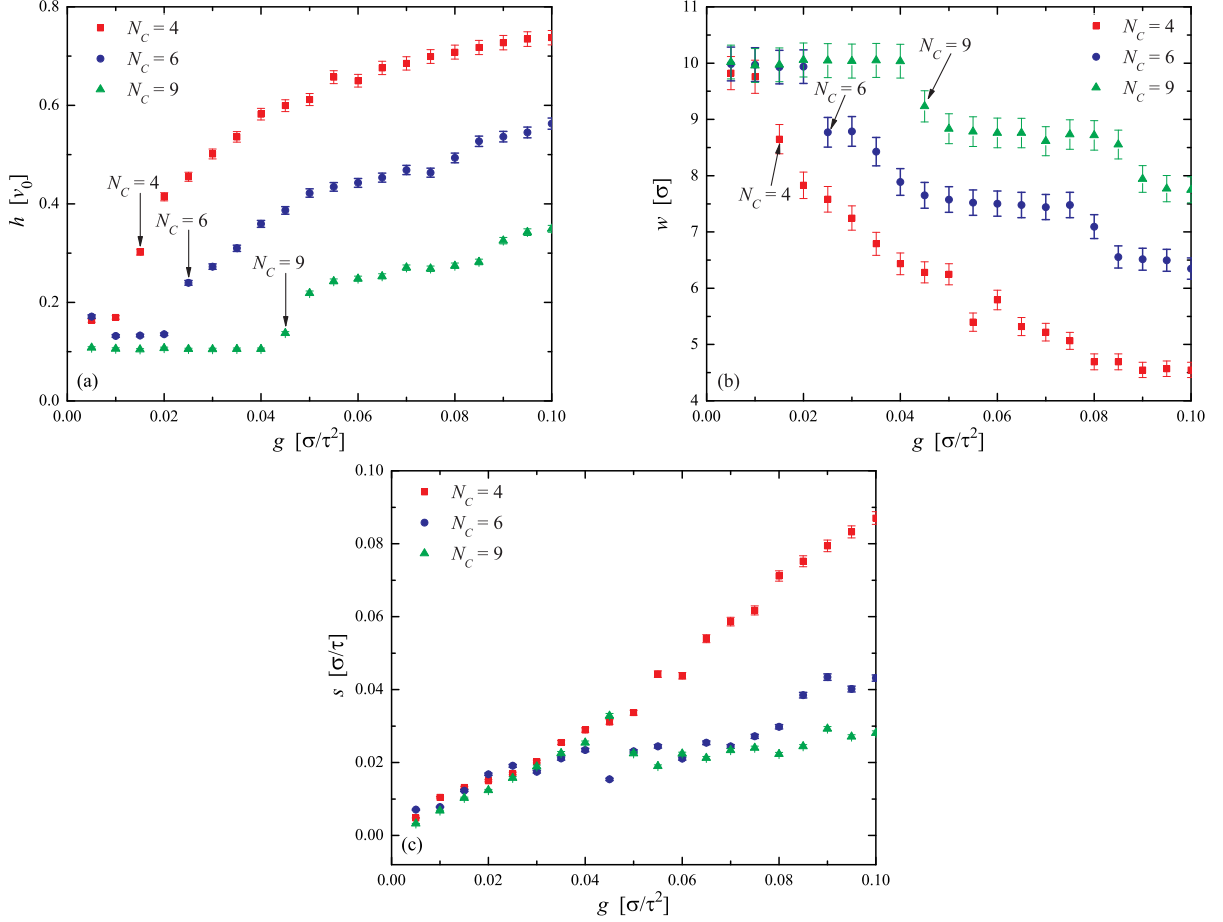 0.8
0.6
0.4
0.2
0.0
h [v₀]
N_C = 4
N_C = 6
N_C = 9
N_C = 4
N_C = 6
N_C = 9
(a)
0.00 0.02 0.04 0.06 0.08 0.10
g [σ/τ²]
11
10
9
8
7
6
5
4
w [σ]
N_C = 4
N_C = 6
N_C = 9
N_C = 9
N_C = 6
N_C = 4
(b)
0.00 0.02 0.04 0.06 0.08 0.10
g [σ/τ²]
0.10
0.08
0.06
0.04
0.02
0.00
s [σ/τ]
N_C = 4
N_C = 6
N_C = 9
(c)
0.00 0.02 0.04 0.06 0.08 0.10
g [σ/τ²]